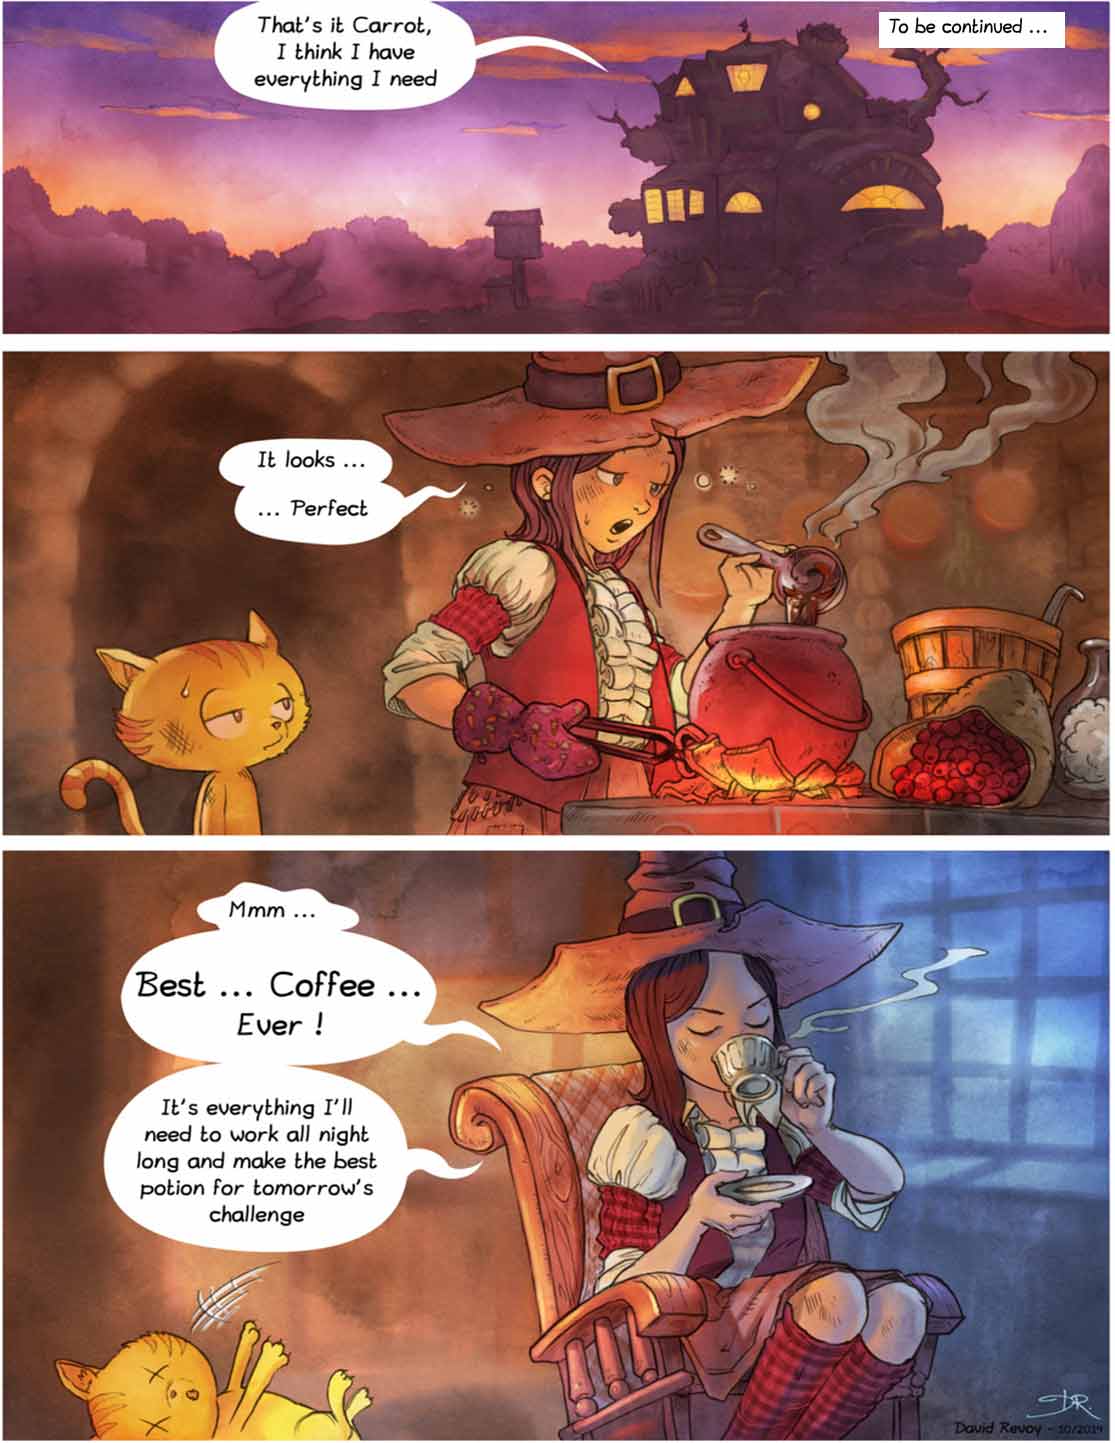 That's it Carrot,
I think I have
everything I need
To be continued ...
It looks ...
... Perfect
Mmm ...
Best ... Coffee ...
Ever !
It's everything I'll
need to work all night
long and make the best
potion for tomorrow's
challenge
David Revoy - 10/2014